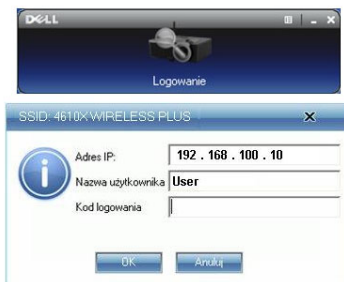 DELL
Logowanie
SSID: 4610X WIRELESS PLUS
Adres IP: 192 . 168 . 100 . 10
Nazwa użytkownika User
Kod logowania
OK Anuluj